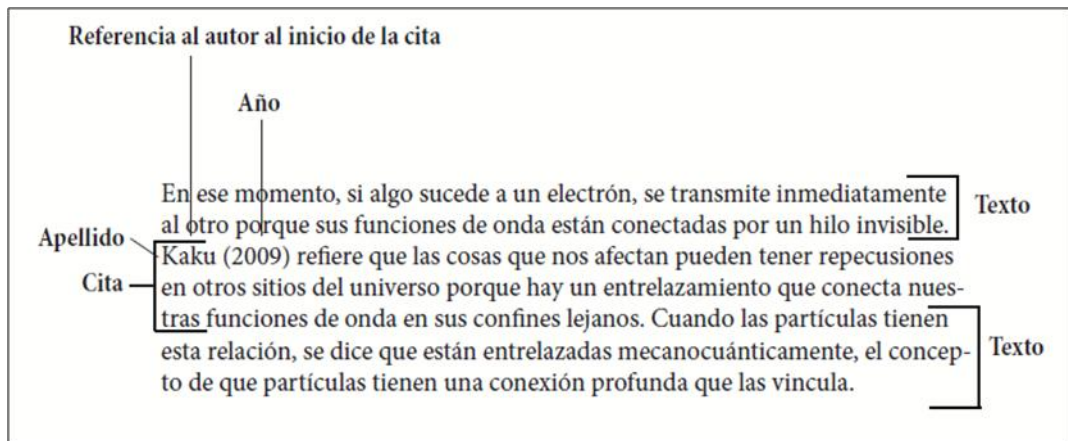 Referencia al autor al inicio de la cita
Año
En ese momento, si algo sucede a un electrón, se transmite inmediatamente
al otro porque sus funciones de onda están conectadas por un hilo invisible.
Texto
Apellido
Kaku (2009) refiere que las cosas que nos afectan pueden tener repecusiones
Cita
en otros sitios del universo porque hay un entrelazamiento que conecta nues-
tras funciones de onda en sus confines lejanos. Cuando las partículas tienen
esta relación, se dice que están entrelazadas mecanocuánticamente, el concep-
Texto
to de que partículas tienen una conexión profunda que las vincula.